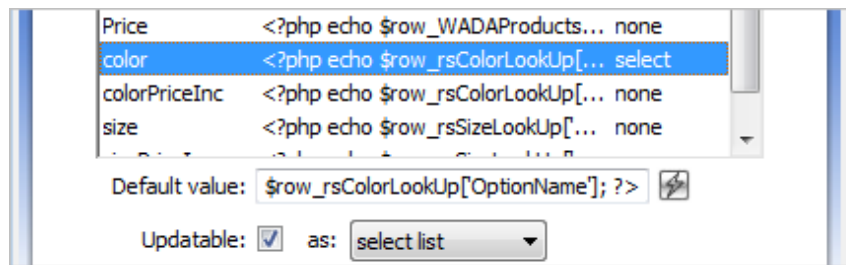 Price <?php echo $row_WADAProducts... none
color <?php echo $row_rsColorLookUp[... select
colorPriceInc <?php echo $row_rsColorLookUp[... none
size <?php echo $row_rsSizeLookUp['... none
Default value: $row_rsColorLookUp['OptionName']; ?>
Updatable: as: select list